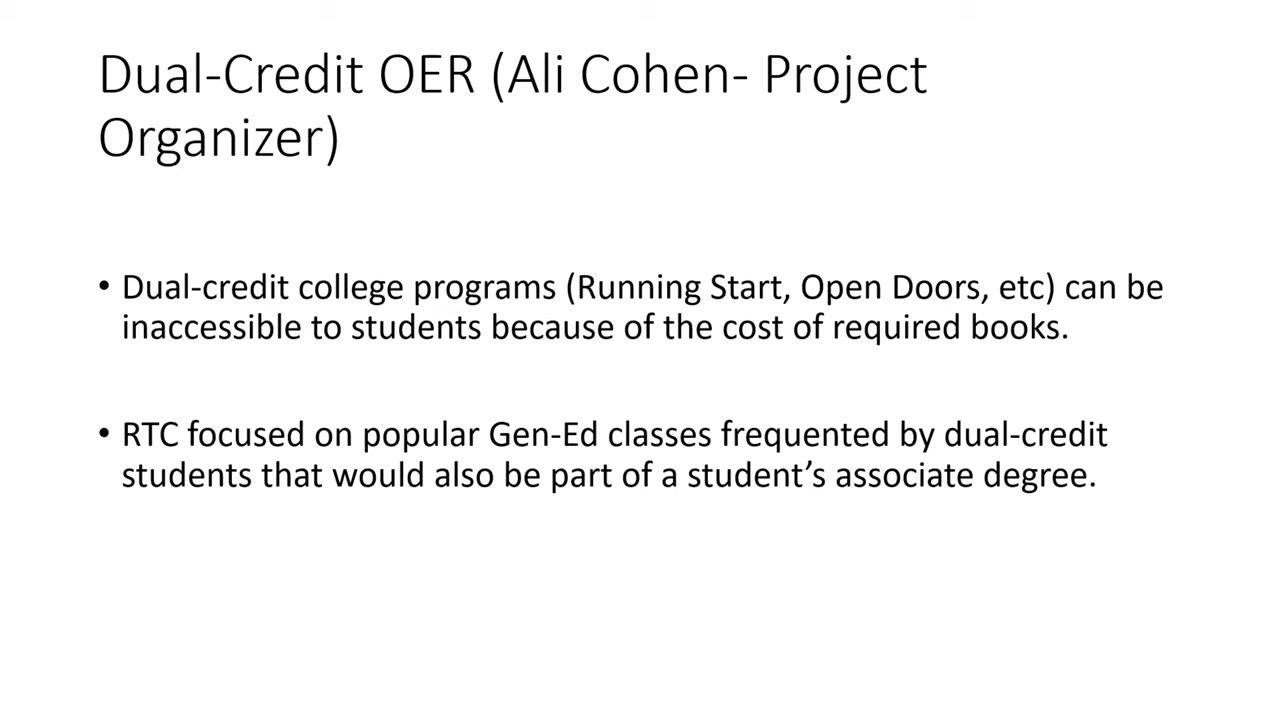 Dual-Credit OER (Ali Cohen- Project
Organizer)
• Dual-credit college programs (Running Start, Open Doors, etc) can be
inaccessible to students because of the cost of required books.
• RTC focused on popular Gen-Ed classes frequented by dual-credit
students that would also be part of a student’s associate degree.